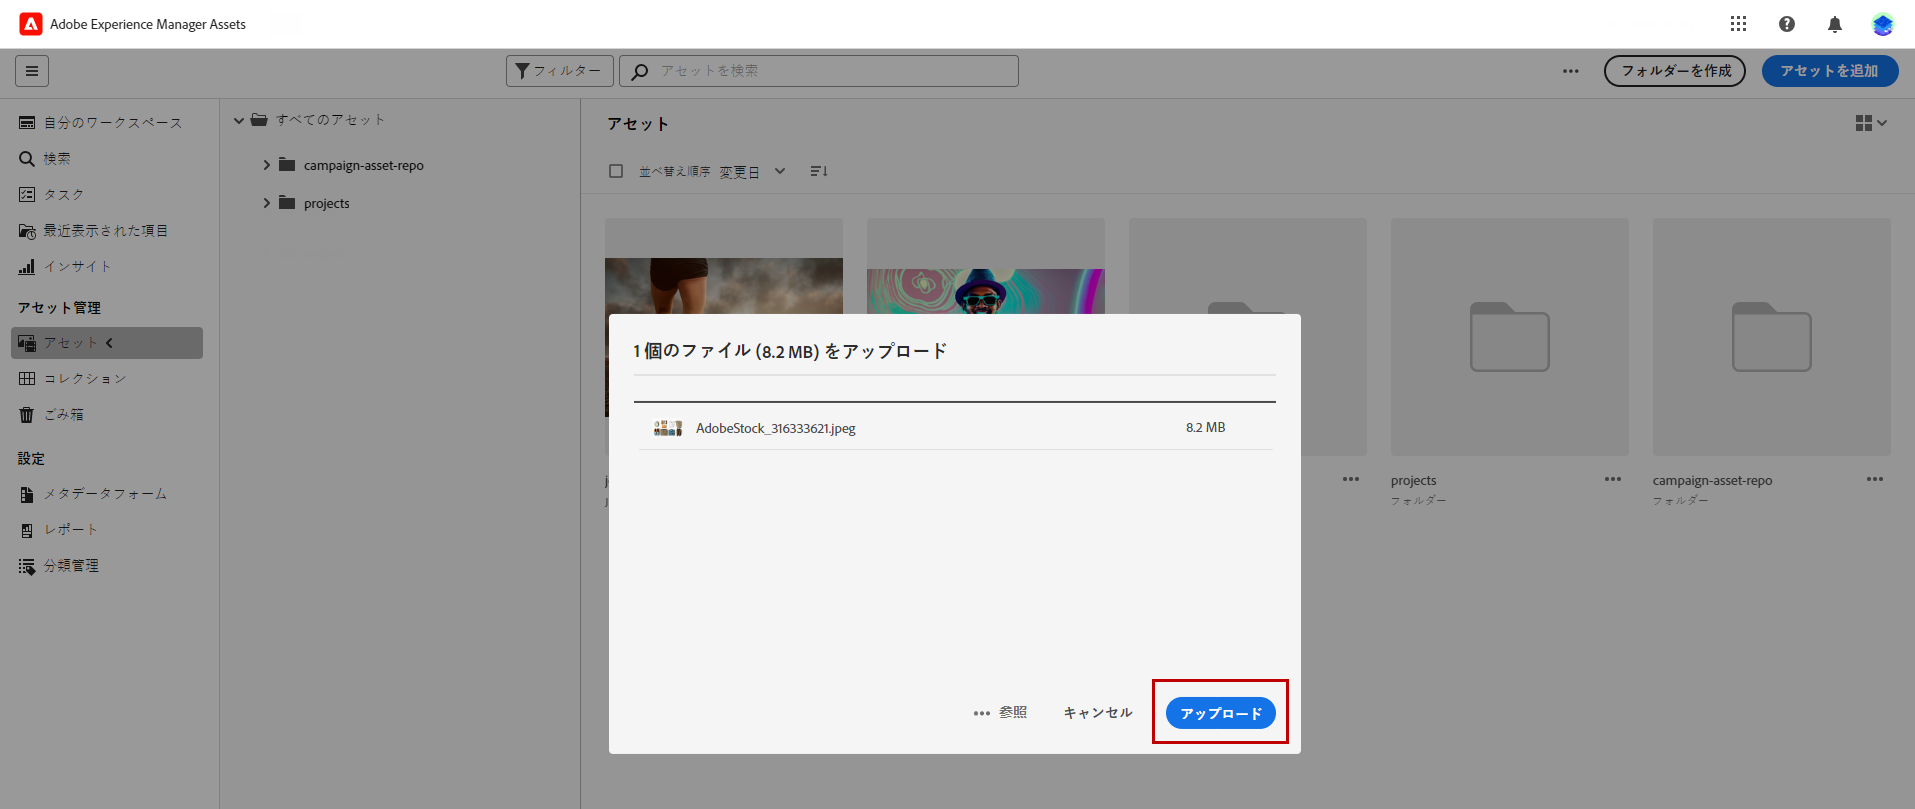 Adobe Experience Manager Assets
フィルター
アセットを検索
フォルダーを作成
アセットを追加
自分のワークスペース
検索
タスク
最近表示された項目
インサイト
アセット管理
アセット
コレクション
ごみ箱
設定
メタデータフォーム
レポート
分類管理
すべてのアセット
campaign-asset-repo
projects
アセット
並べ替え順序 変更日
projects
フォルダー
campaign-asset-repo
フォルダー
1 個のファイル (8.2 MB) をアップロード
AdobeStock_316333621.jpeg
8.2 MB
参照
キャンセル
アップロード